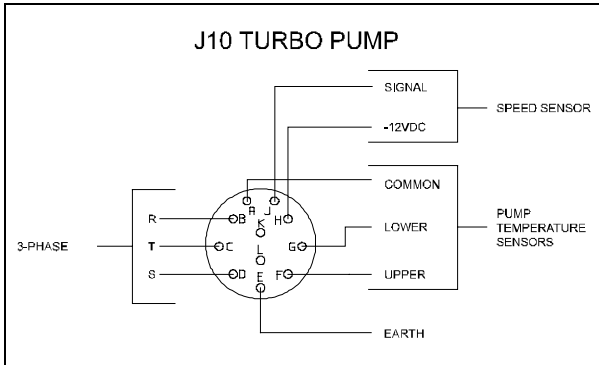 J10 TURBO PUMP
SIGNAL
SPEED SENSOR
-12VDC
COMMON
A J
K
R B H
LOWER
PUMP
TEMPERATURE
SENSORS
3-PHASE
T C L G
S D E F
UPPER
EARTH